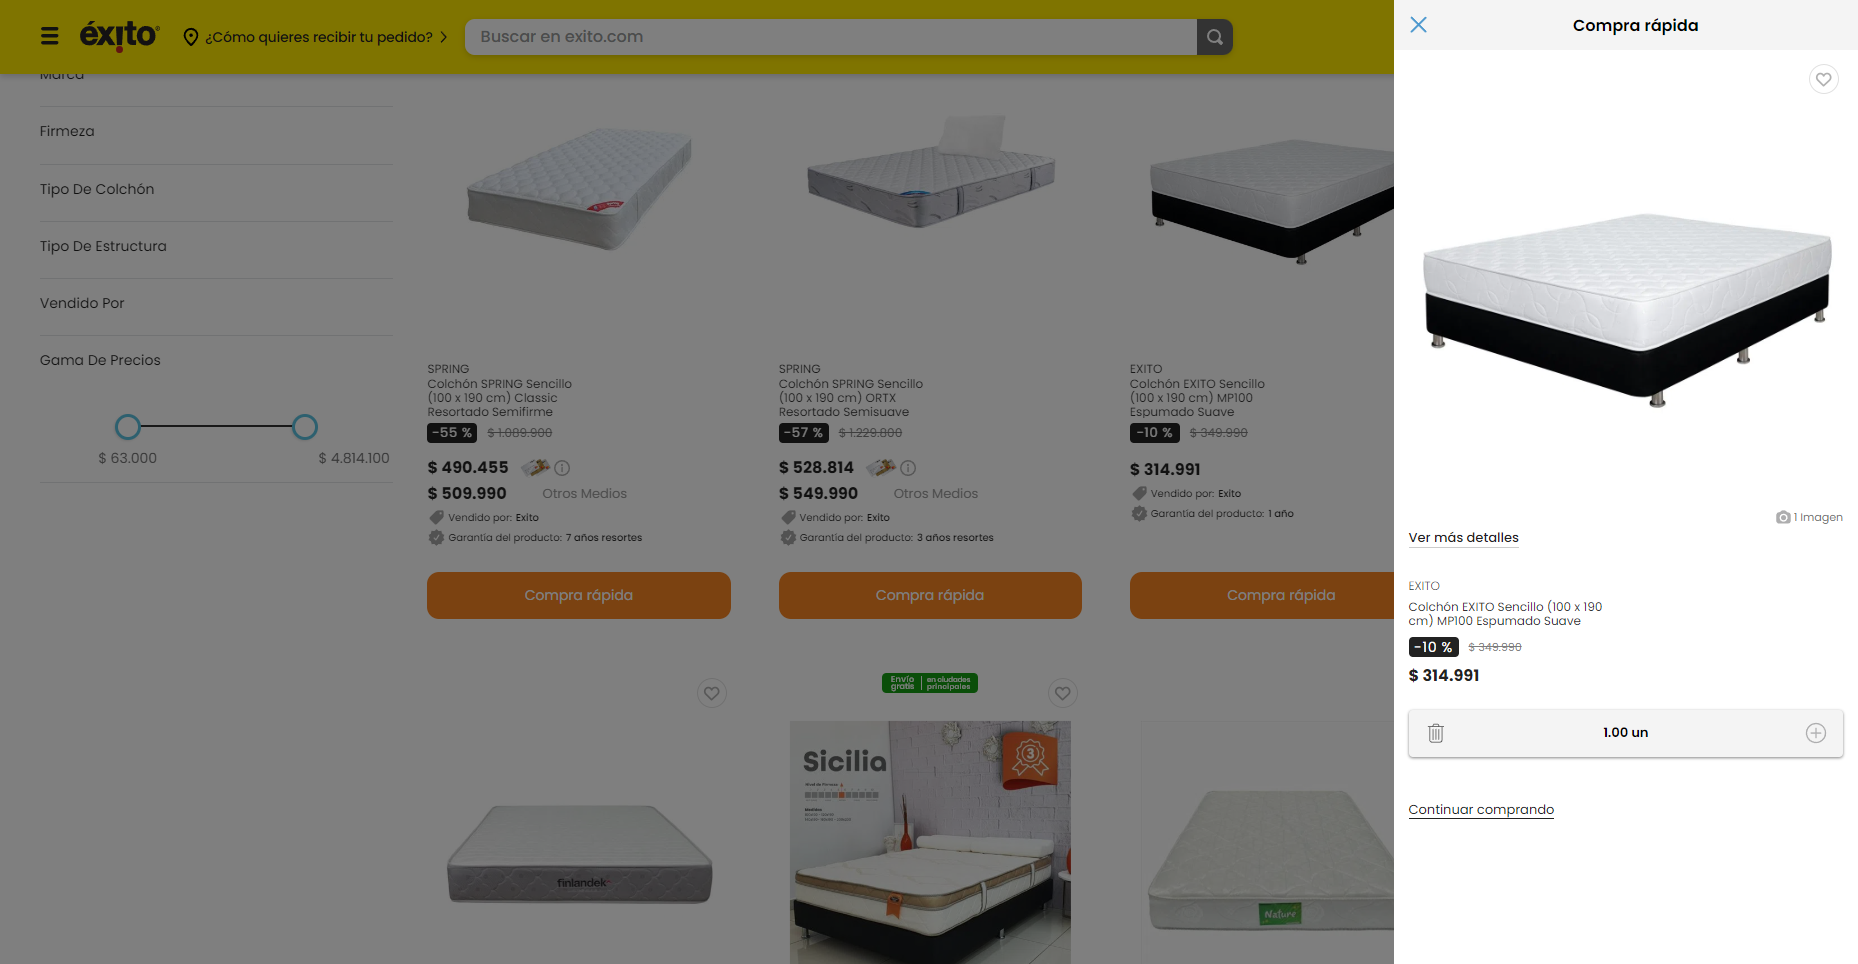 éxito
¿Cómo quieres recibir tu pedido?
Buscar en exito.com
Marca
Firmeza
Tipo De Colchón
Tipo De Estructura
Vendido Por
Gama De Precios
$ 63.000
$ 4.814.100
SPRING
Colchón SPRING Sencillo
(100 x 190 cm) Classic
Resortado Semifirme
-55 % $ 1.089.900
$ 490.455
$ 509.990 Otros Medios
Vendido por: Exito
Garantía del producto: 7 años resortes
Compra rápida
SPRING
Colchón SPRING Sencillo
(100 x 190 cm) ORTX
Resortado Semisuave
-57 % $ 1.229.800
$ 528.814
$ 549.990 Otros Medios
Vendido por: Exito
Garantía del producto: 3 años resortes
Compra rápida
EXITO
Colchón EXITO Sencillo
(100 x 190 cm) MP100
Espumado Suave
-10 % $ 349.990
$ 314.991
Vendido por: Exito
Garantía del producto: 1 año
Compra rápida
finlandek
Envío
gratis
en ciudades
principales
Sicilia
Nivel de Firmeza
3
Nature
Compra rápida
1 Imagen
Ver más detalles
EXITO
Colchón EXITO Sencillo (100 x 190
cm) MP100 Espumado Suave
-10 % $ 349.990
$ 314.991
1.00 un
Continuar comprando